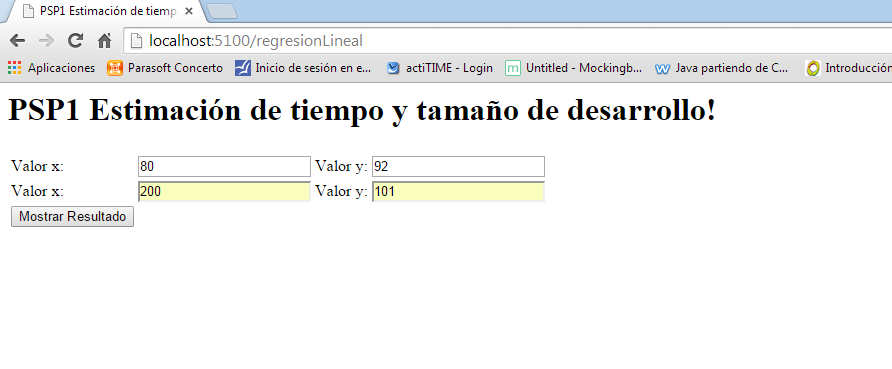 PSP1 Estimación de tiemp
localhost:5100/regresionLineal
Aplicaciones Parasoft Concerto Inicio de sesión en e... actiTIME - Login Untitled - Mockingb... Java partiendo de C... Introducción
PSP1 Estimación de tiempo y tamaño de desarrollo!
Valor x: 80 Valor y: 92
Valor x: 200 Valor y: 101
Mostrar Resultado